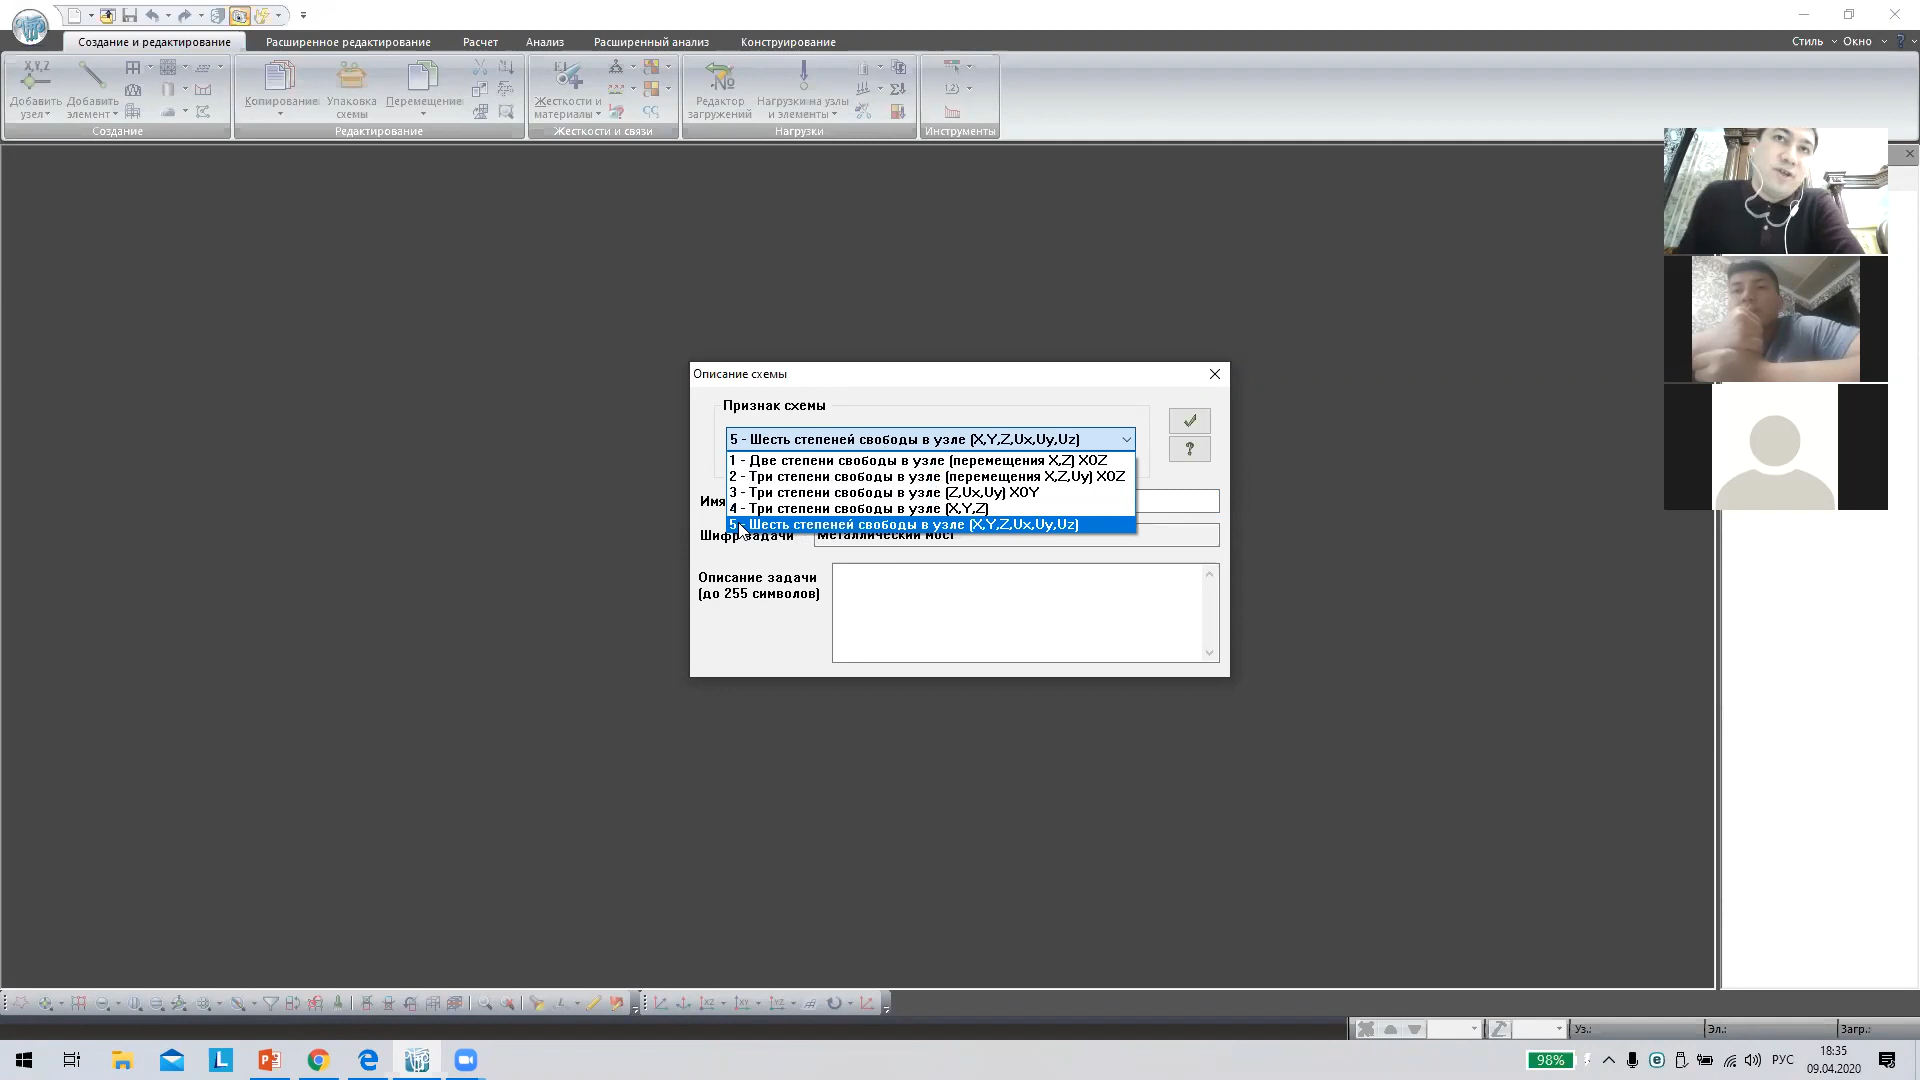 Создание и редактирование
Расширенное редактирование
Расчет
Анализ
Расширенный анализ
Конструирование
Стиль
Окно
X,Y,Z
Добавить узел
Добавить элемент
Создание
Копирование
Упаковка схемы
Перемещение
Редактирование
Жесткости и материалы
Жесткости и связи
Редактор загружений
Нагрузки на узлы и элементы
Нагрузки
Инструменты
Описание схемы
Признак схемы
5 - Шесть степеней свободы в узле (X,Y,Z,Ux,Uy,Uz)
1 - Две степени свободы в узле (перемещения X,Z) X0Z
2 - Три степени свободы в узле (перемещения X,Z,Uy) X0Z
3 - Три степени свободы в узле (Z,Ux,Uy) X0Y
4 - Три степени свободы в узле (X,Y,Z)
5 - Шесть степеней свободы в узле (X,Y,Z,Ux,Uy,Uz)
Имя
Шифр задачи
Металлический мост
Описание задачи
(до 255 символов)
Уз.:
Эл.:
Загр.:
98%
РУС
18:35
09.04.2020